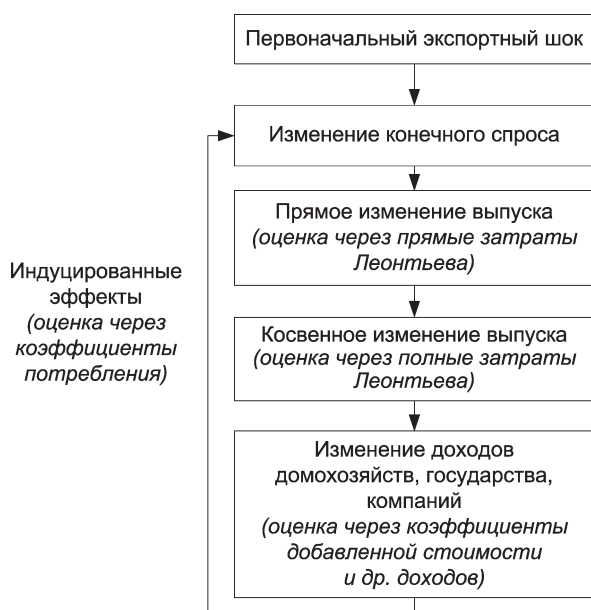 Первоначальный экспортный шок
Изменение конечного спроса
Прямое изменение выпуска
(оценка через прямые затраты
Леонтьева)
Индуцированные
эффекты
(оценка через
коэффициенты
потребления)
Косвенное изменение выпуска
(оценка через полные затраты
Леонтьева)
Изменение доходов
домохозяйств, государства,
компаний
(оценка через коэффициенты
добавленной стоимости
и др. доходов)